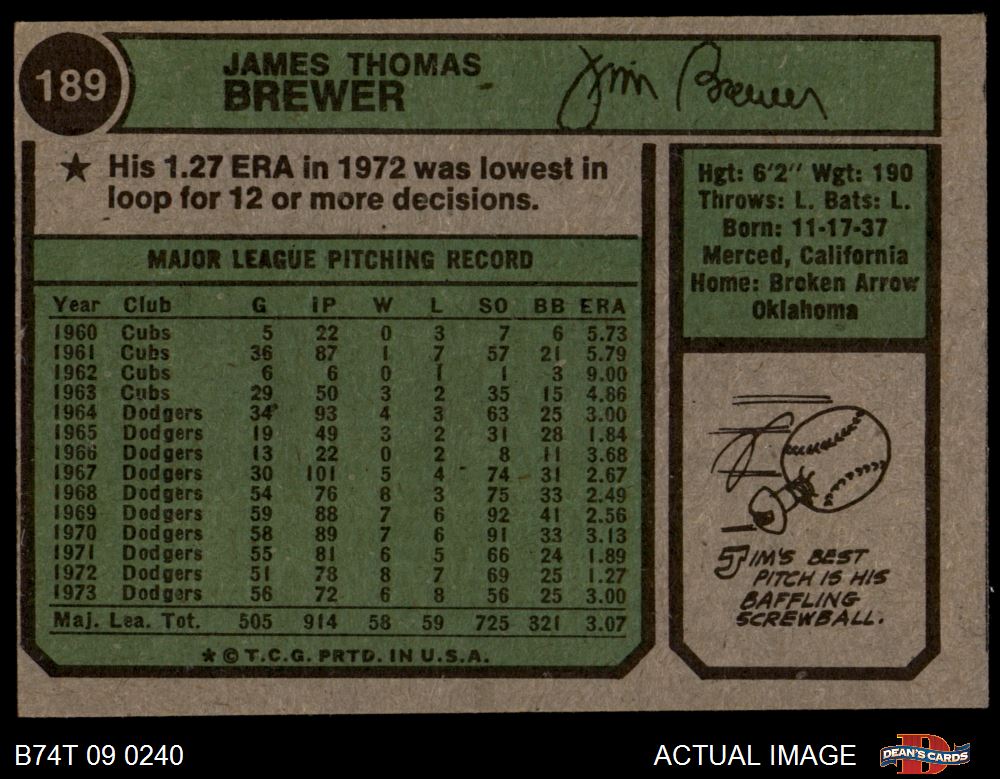 189
JAMES THOMAS
BREWER
Jim Brewer
★ His 1.27 ERA in 1972 was lowest in
loop for 12 or more decisions.
MAJOR LEAGUE PITCHING RECORD
Year Club G IP W L SO BB ERA
1960 Cubs 5 22 0 3 7 6 5.73
1961 Cubs 36 87 1 7 57 21 5.79
1962 Cubs 6 6 0 1 1 3 9.00
1963 Cubs 29 50 3 2 35 15 4.86
1964 Dodgers 34 93 4 3 63 25 3.00
1965 Dodgers 19 49 3 2 31 28 1.84
1966 Dodgers 13 22 0 2 8 11 3.68
1967 Dodgers 30 101 5 4 74 31 2.67
1968 Dodgers 54 76 8 3 75 33 2.49
1969 Dodgers 59 88 7 6 92 41 2.56
1970 Dodgers 58 89 7 6 91 33 3.13
1971 Dodgers 55 81 6 5 66 24 1.89
1972 Dodgers 51 78 8 7 69 25 1.27
1973 Dodgers 56 72 6 8 56 25 3.00
Maj. Lea. Tot. 505 914 58 59 725 321 3.07
★ © T.C.G. PRTD. IN U.S.A.
Hgt: 6'2" Wgt: 190
Throws: L. Bats: L.
Born: 11-17-37
Merced, California
Home: Broken Arrow
Oklahoma
JIM'S BEST
PITCH IS HIS
BAFFLING
SCREWBALL.
B74T 09 0240
ACTUAL IMAGE
DEAN'S CARDS